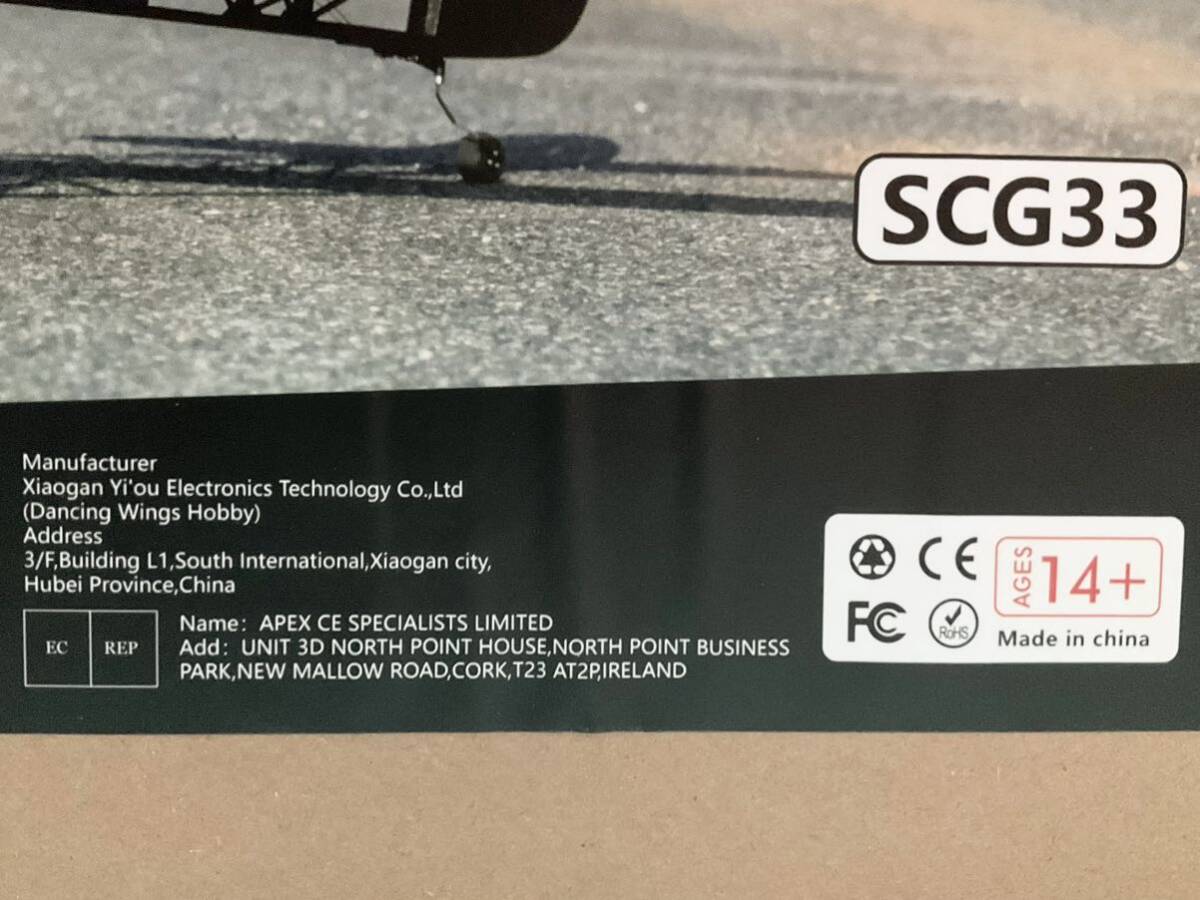 SCG33
Manufacturer
Xiaogan Yi'ou Electronics Technology Co.,Ltd
(Dancing Wings Hobby)
Address
3/F,Building L1,South International,Xiaogan city,
Hubei Province,China
EC REP
Name: APEX CE SPECIALISTS LIMITED
Add: UNIT 3D NORTH POINT HOUSE,NORTH POINT BUSINESS
PARK,NEW MALLOW ROAD,CORK,T23 AT2P,IRELAND
CE
AGES 14+
FC
RoHS
Made in china